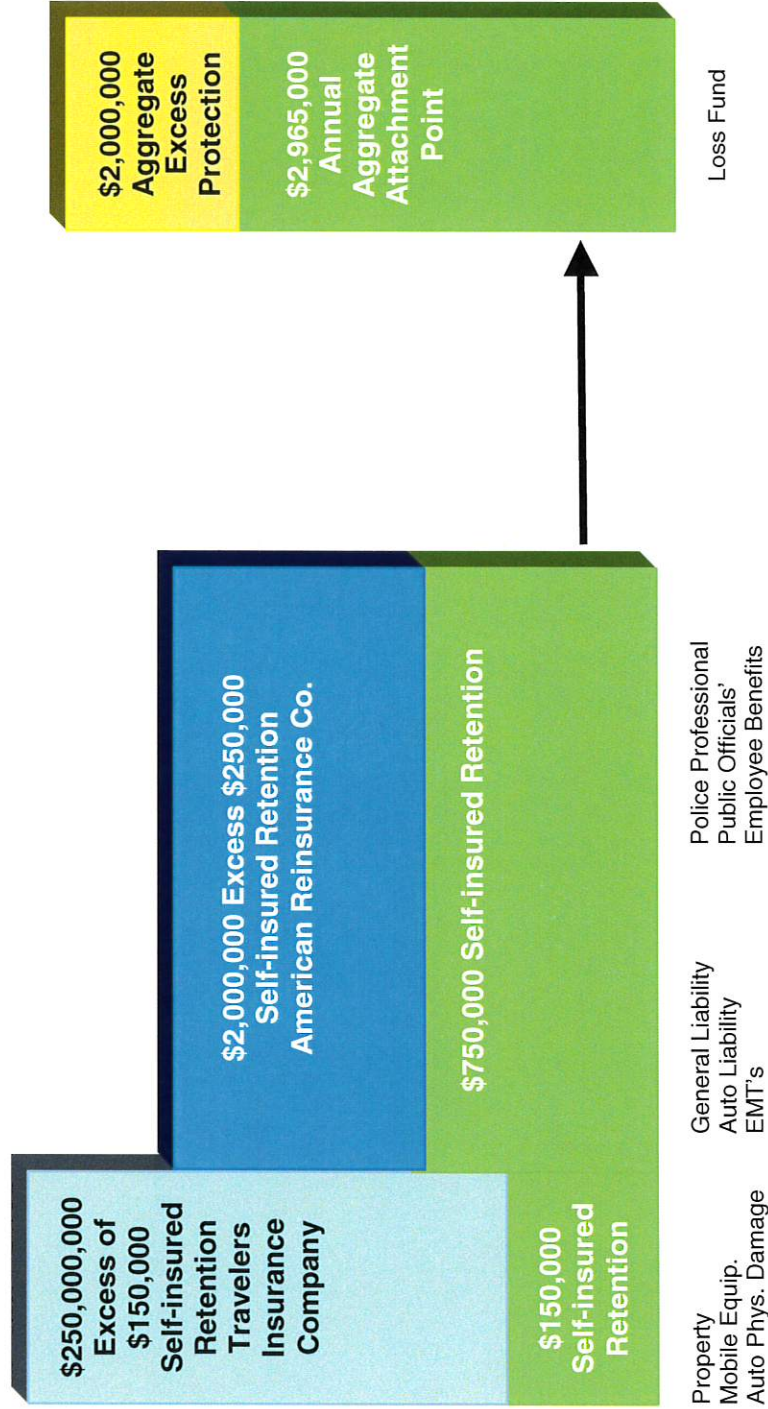 $250,000,000
Excess of
$150,000
Self-insured
Retention
Travelers
Insurance
Company
$150,000
Self-insured
Retention
Property
Mobile Equip.
Auto Phys. Damage
$2,000,000 Excess $250,000
Self-insured Retention
American Reinsurance Co.
$750,000 Self-insured Retention
General Liability
Auto Liability
EMT's
Police Professional
Public Officials'
Employee Benefits
$2,000,000
Aggregate
Excess
Protection
$2,965,000
Annual
Aggregate
Attachment
Point
Loss Fund